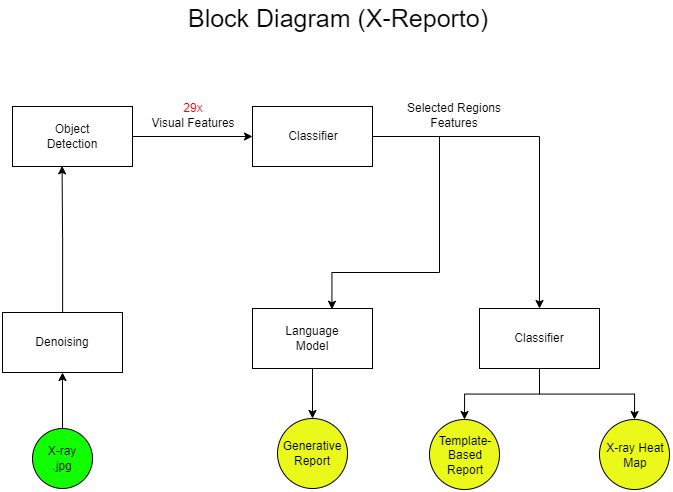 Block Diagram (X-Reporto)
29x
Visual Features
Selected Regions
Features
Object
Detection
Classifier
Denoising
Language
Model
Classifier
X-ray
.jpg
Generative
Report
Template-
Based
Report
X-ray Heat
Map